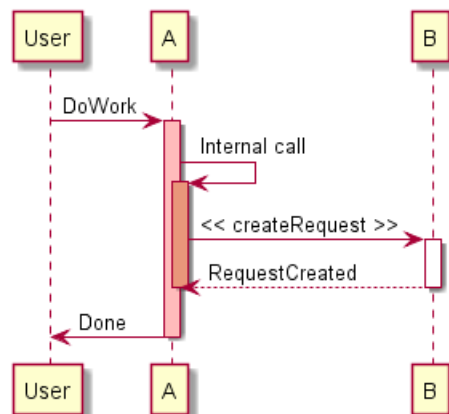 User A B
DoWork
Internal call
<< createRequest >>
RequestCreated
Done
User A B